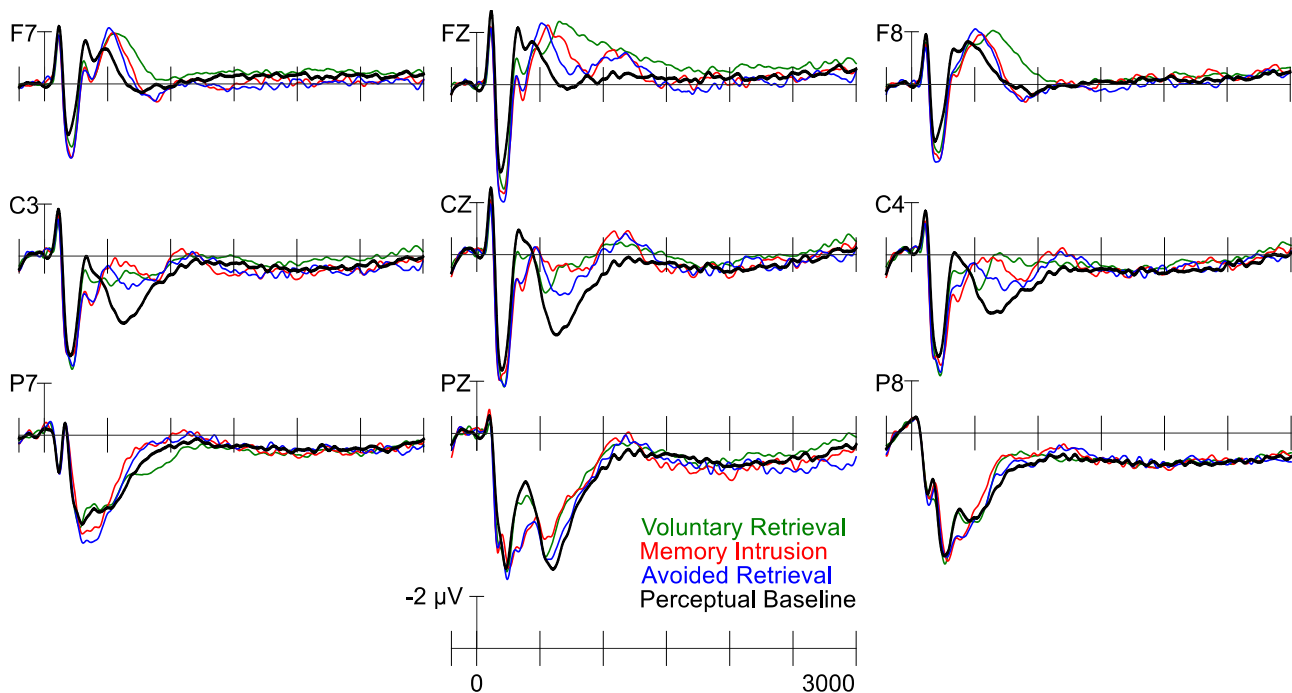 F7
FZ
F8
C3
CZ
C4
P7
PZ
P8
Voluntary Retrieval
Memory Intrusion
Avoided Retrieval
Perceptual Baseline
-2 µV
0
3000